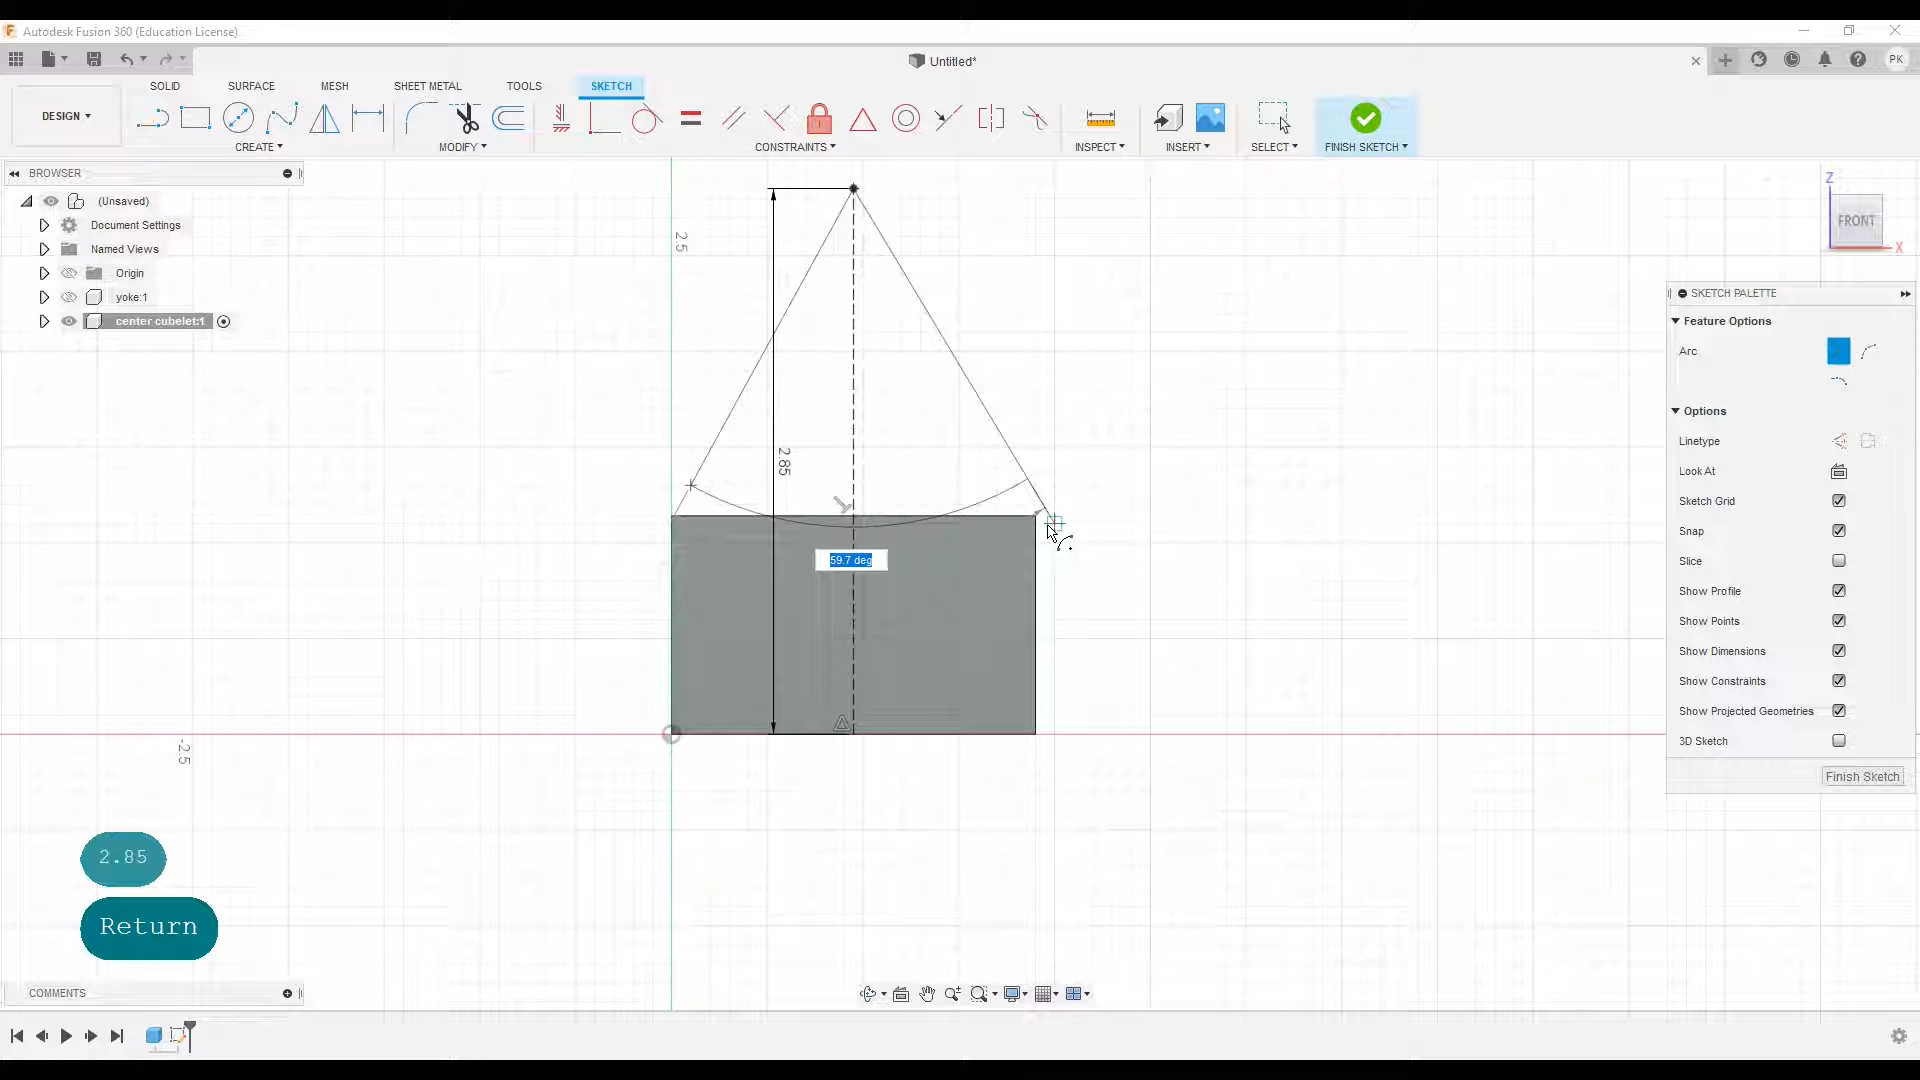 Autodesk Fusion 360 (Education License)
Untitled*
PK
SOLID SURFACE MESH SHEET METAL TOOLS SKETCH
DESIGN
CREATE MODIFY CONSTRAINTS INSPECT INSERT SELECT FINISH SKETCH
BROWSER
(Unsaved)
Document Settings
Named Views
Origin
yoke:1
center cubelet:1
2.5
2.85
59.7 deg
-2.5
Z
FRONT
X
SKETCH PALETTE
Feature Options
Arc
Options
Linetype
Look At
Sketch Grid
Snap
Slice
Show Profile
Show Points
Show Dimensions
Show Constraints
Show Projected Geometries
3D Sketch
Finish Sketch
2.85
Return
COMMENTS